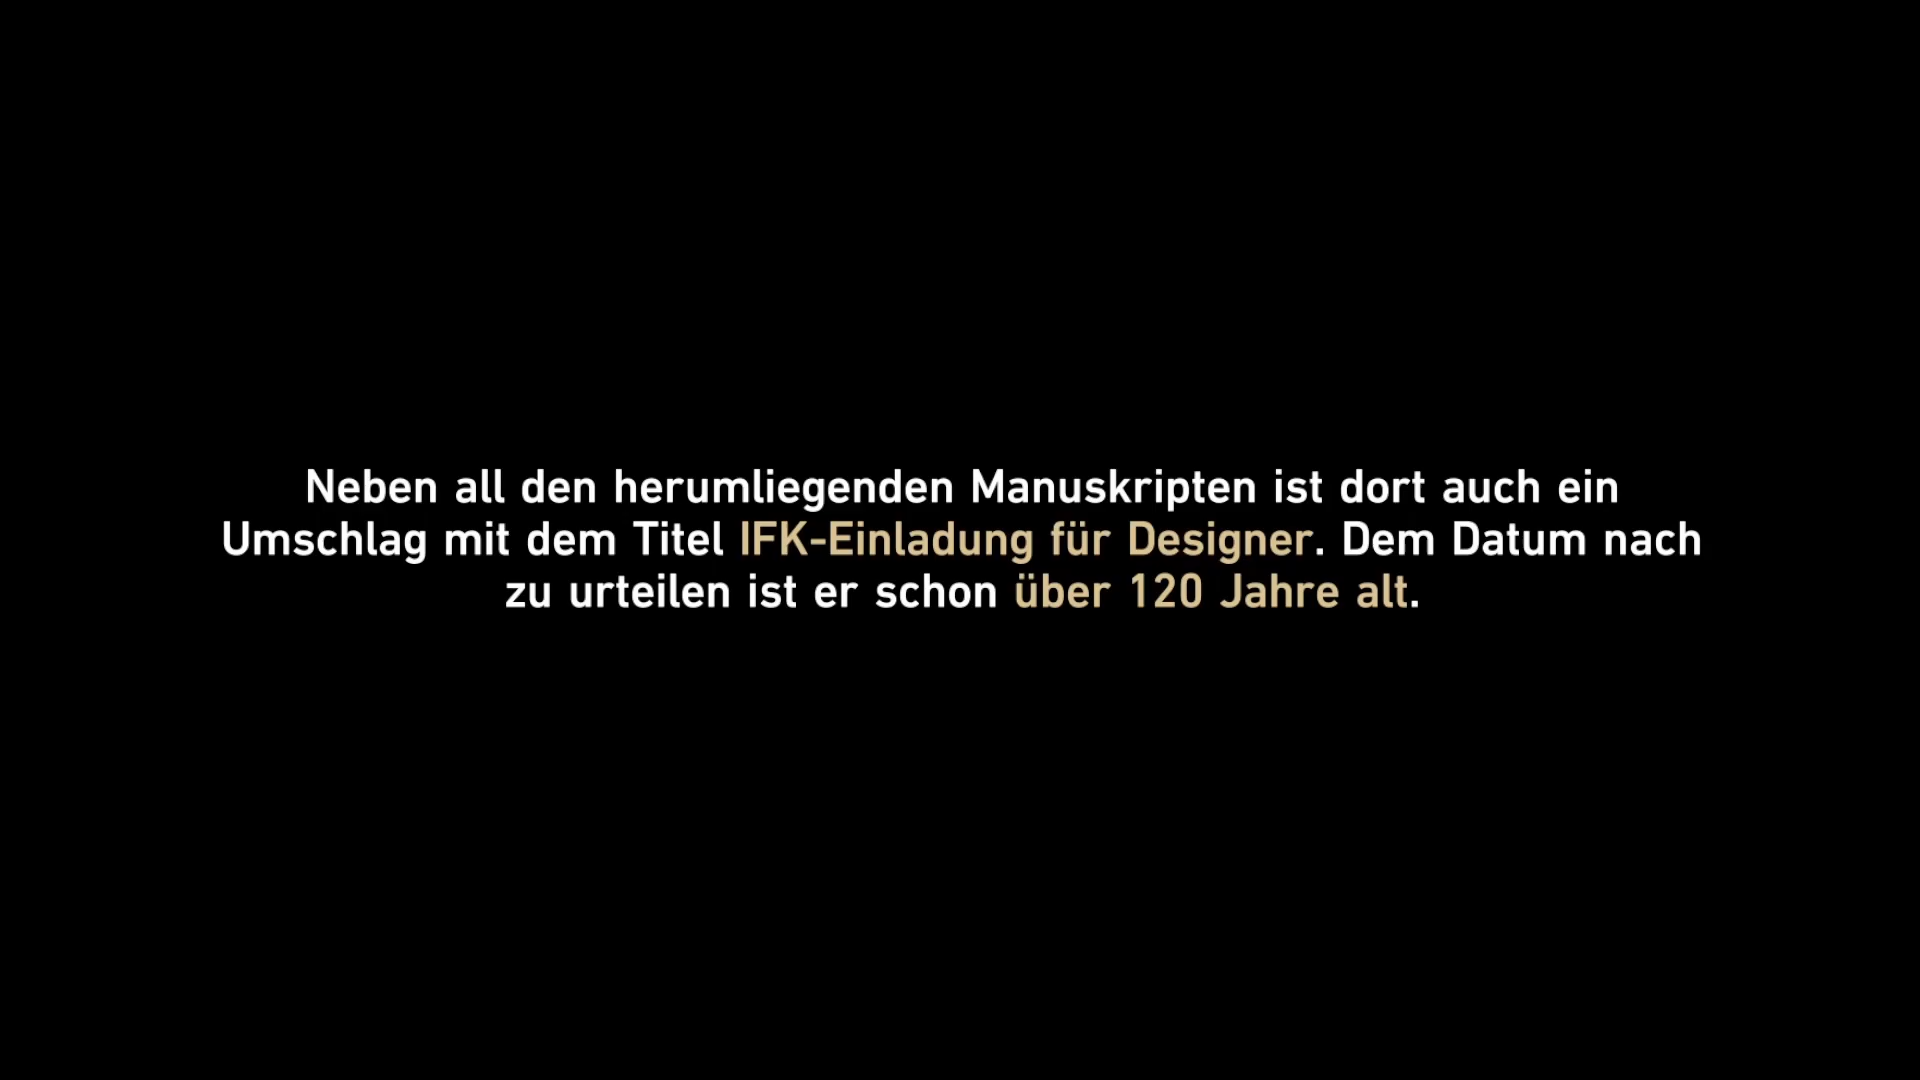 Neben all den herumliegenden Manuskripten ist dort auch ein
Umschlag mit dem Titel IFK-Einladung für Designer. Dem Datum nach
zu urteilen ist er schon über 120 Jahre alt.